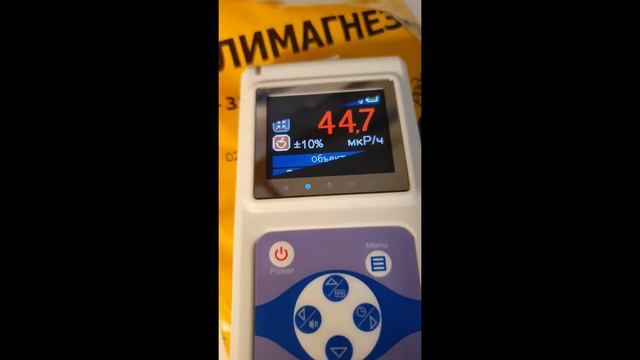 ЛИМАГНЕЗ
44,7
±10% мкР/ч
Объект
Power
Menu